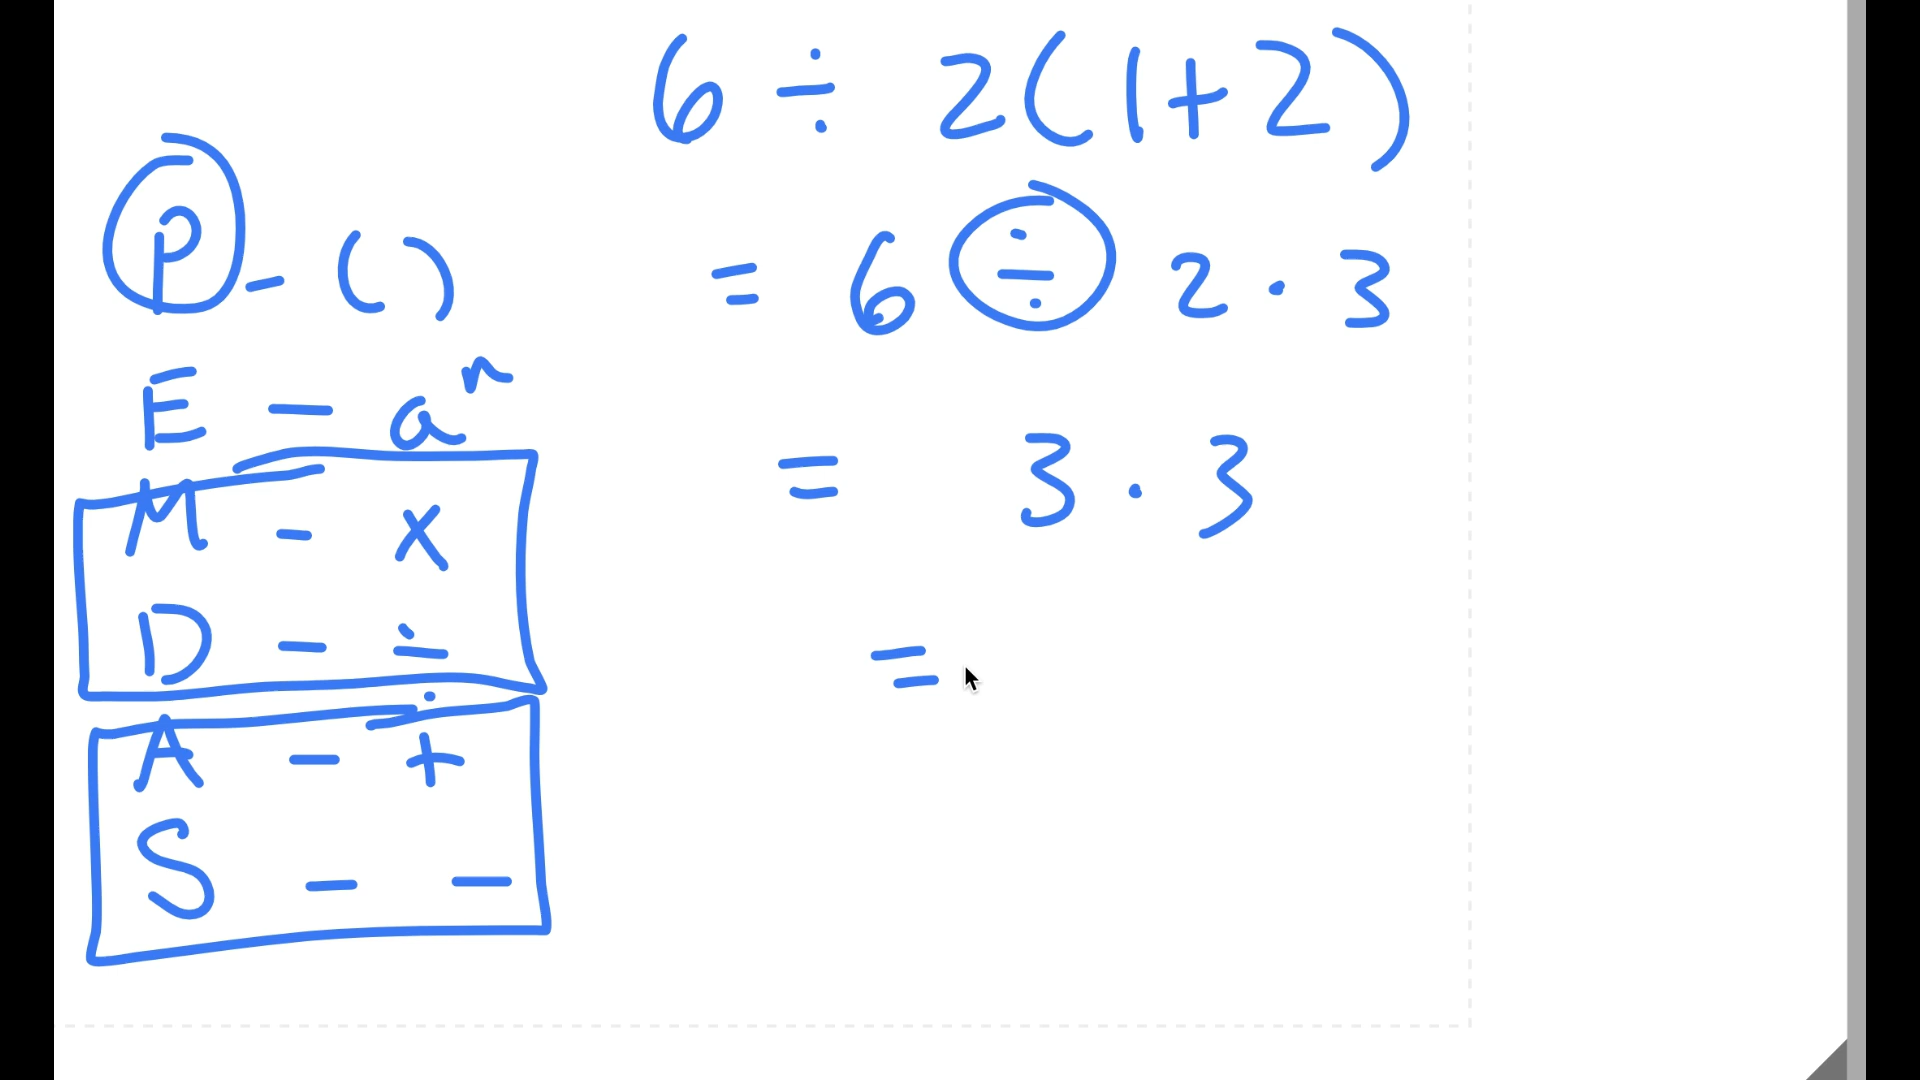 6 ÷ 2(1+2)
= 6 ÷ 2 · 3
= 3 · 3
=
P - ( )
E - aⁿ
M - x
D - ÷
A - +
S - -